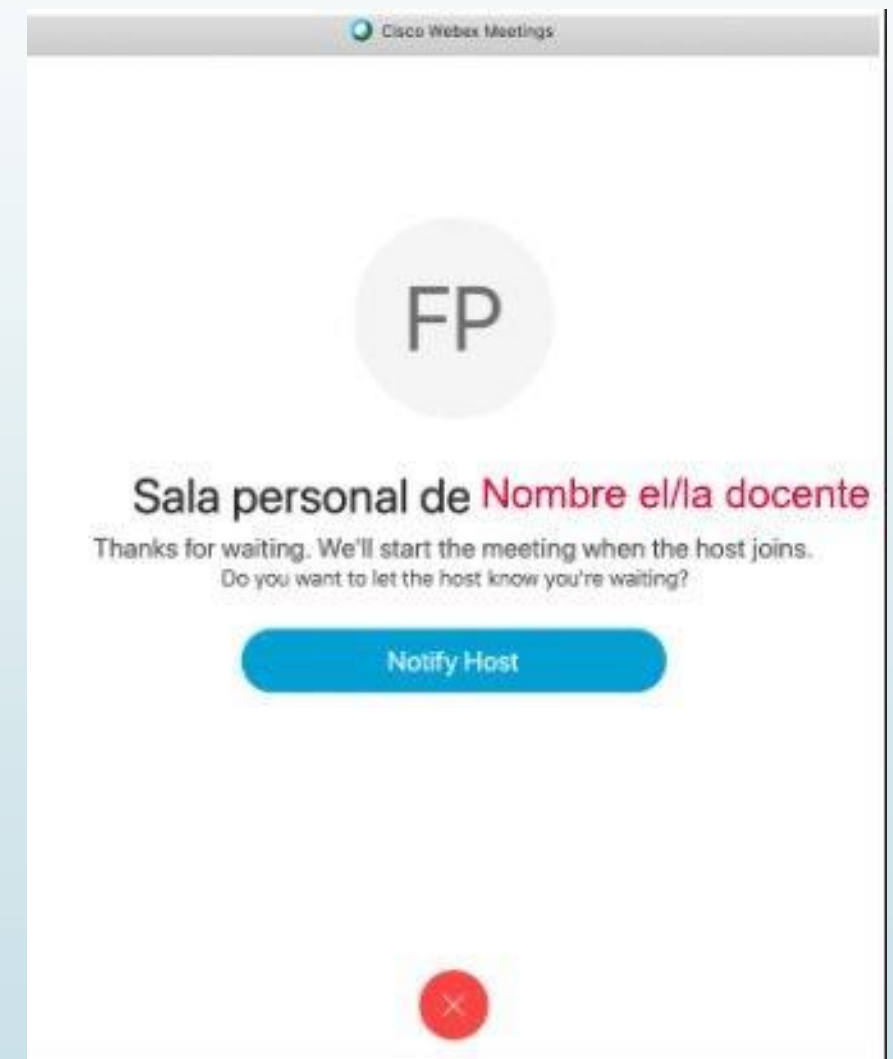 Cisco Webex Meetings
FP
Sala personal de Nombre el/la docente
Thanks for waiting. We'll start the meeting when the host joins.
Do you want to let the host know you're waiting?
Notify Host